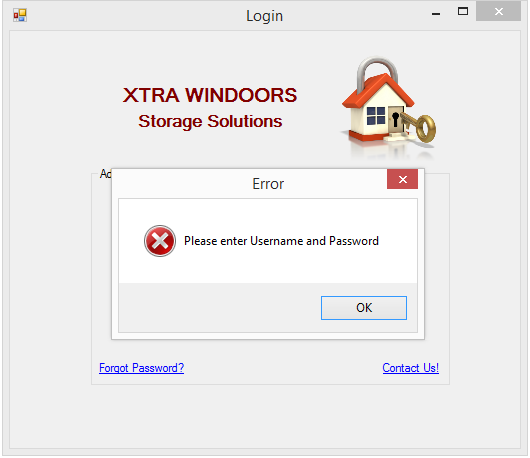 Login
XTRA WINDOORS
Storage Solutions
Error
Please enter Username and Password
OK
Forgot Password?
Contact Us!